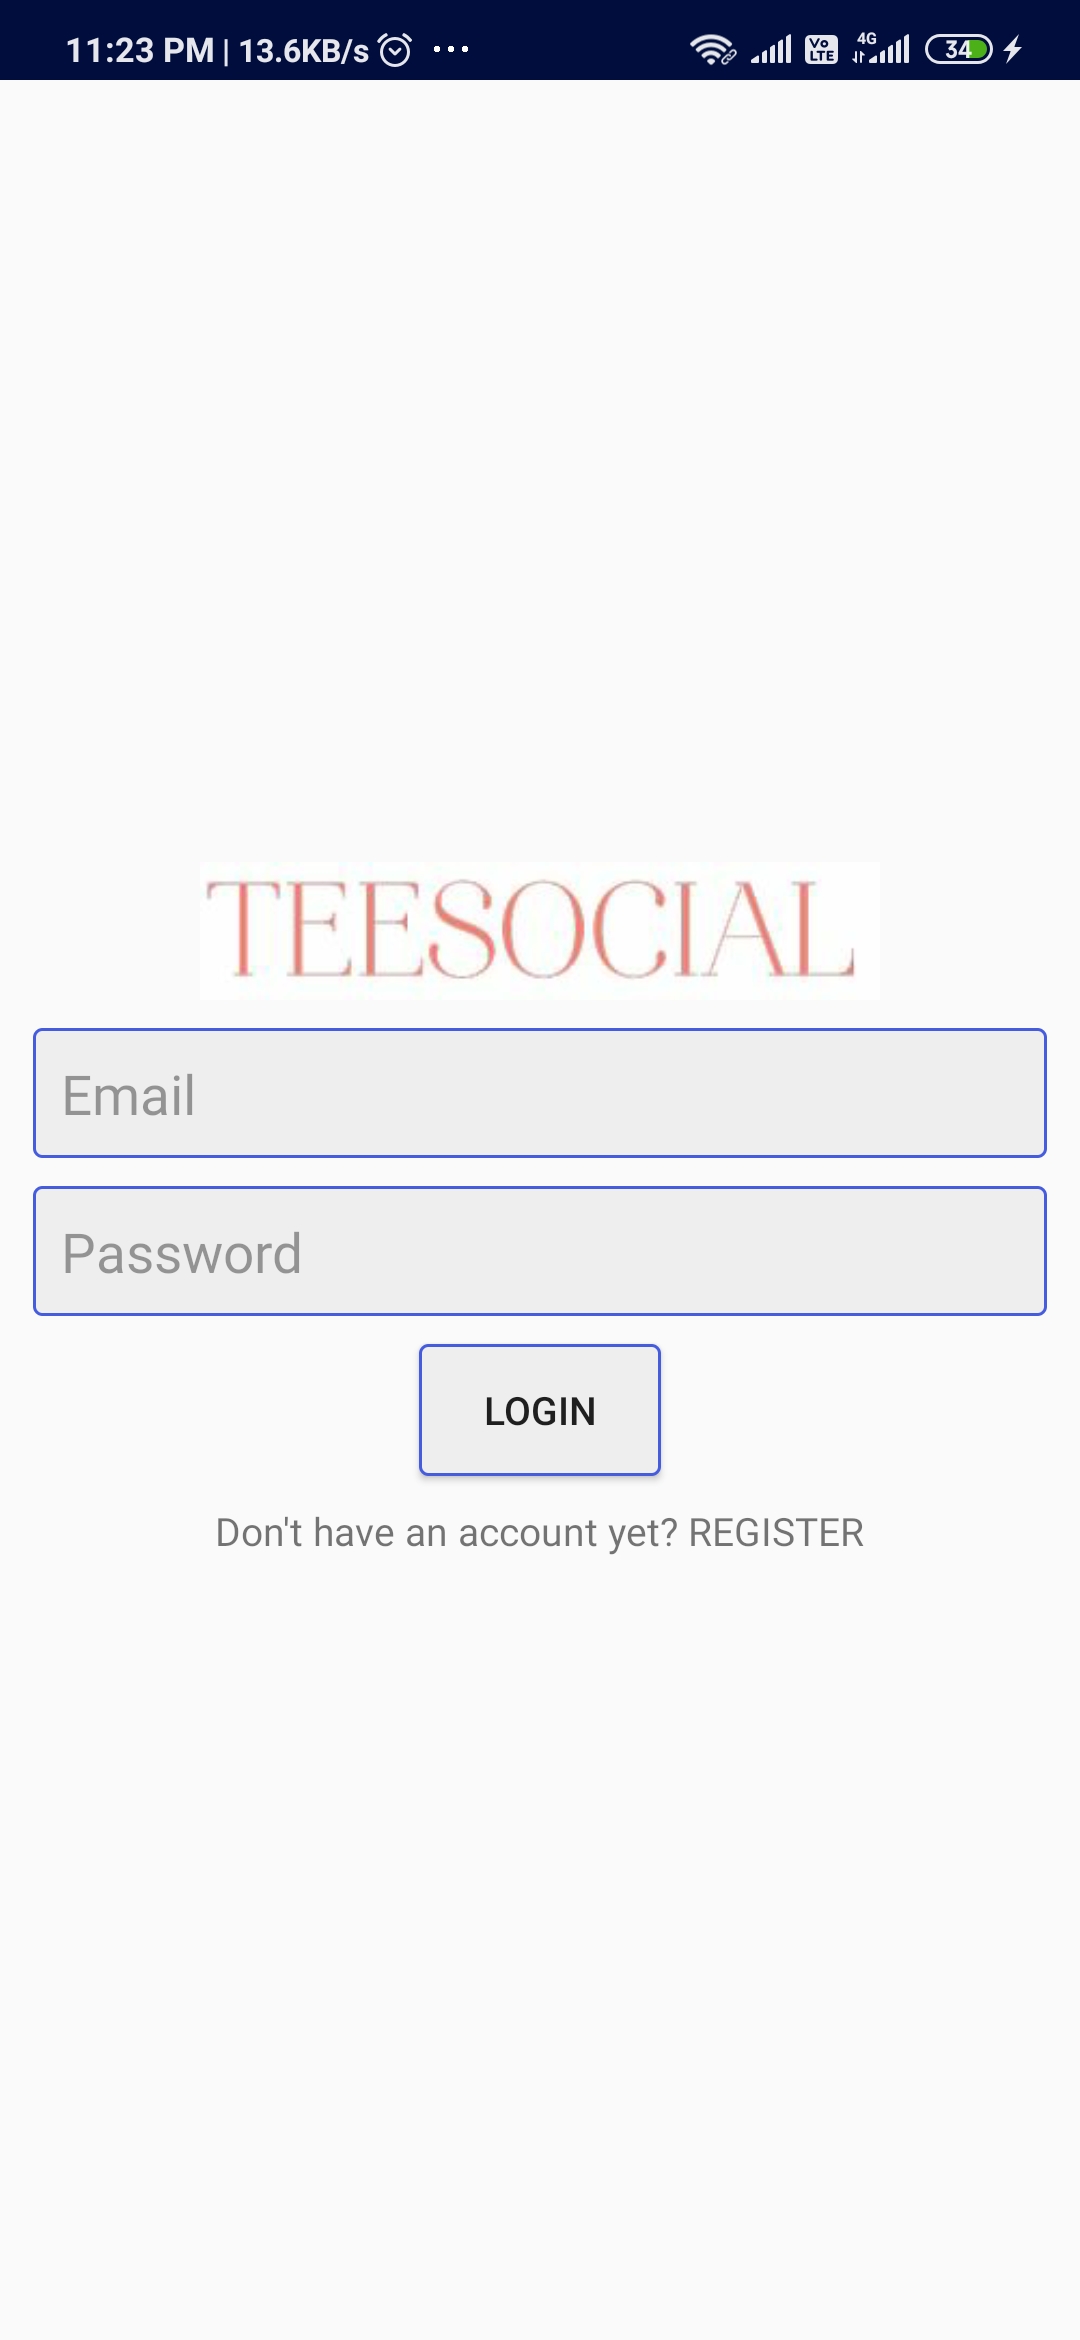 11:23 PM | 13.6KB/s ...
Vo LTE 4G 34
TEESOCIAL
Email
Password
LOGIN
Don't have an account yet? REGISTER